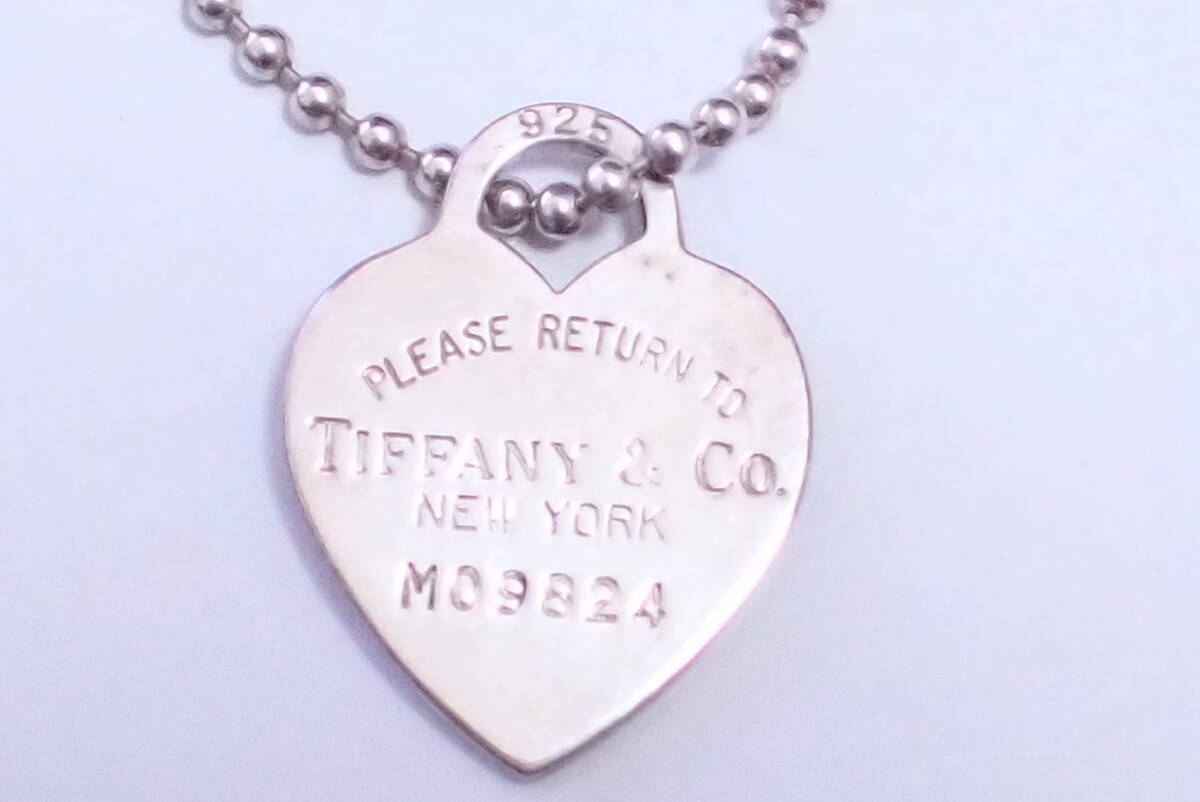 925
PLEASE RETURN TO
TIFFANY & CO.
NEW YORK
M09824